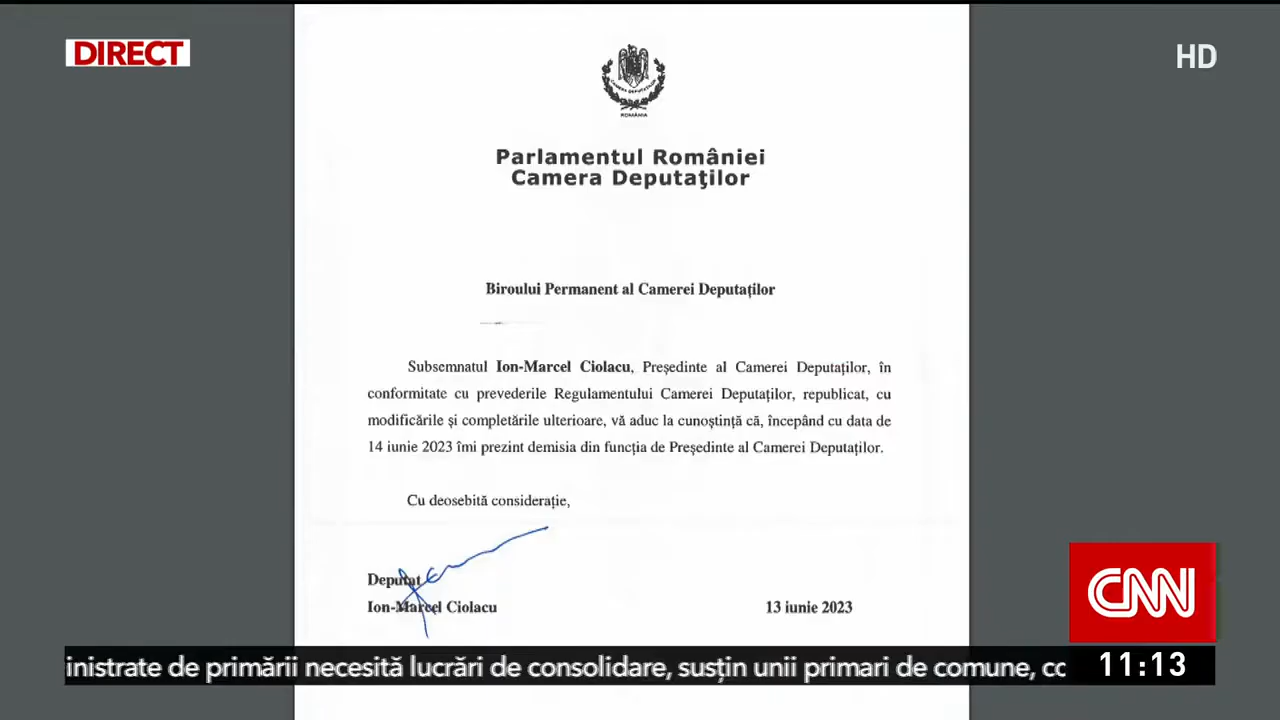 DIRECT
HD
CAMERA DEPUTAȚILOR
ROMÂNIA
Parlamentul României
Camera Deputaţilor
Biroului Permanent al Camerei Deputaților
Subsemnatul Ion-Marcel Ciolacu, Președinte al Camerei Deputaților, în
conformitate cu prevederile Regulamentului Camerei Deputaților, republicat, cu
modificările și completările ulterioare, vă aduc la cunoștință că, începând cu data de
14 iunie 2023 îmi prezint demisia din funcția de Președinte al Camerei Deputaților.
Cu deosebită considerație,
Deputat
Ion-Marcel Ciolacu
13 iunie 2023
CNN
inistrate de primării necesită lucrări de consolidare, susțin unii primari de comune, co
11:13